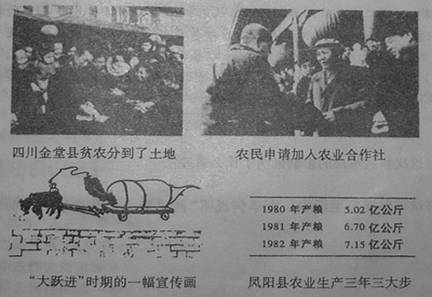 四川金堂县贫农分到了土地
农民申请加入农业合作社
1980 年产粮 5.02 亿公斤
1981 年产粮 6.70 亿公斤
1982 年产粮 7.15 亿公斤
“大跃进”时期的一幅宣传画
凤阳县农业生产三年三大步